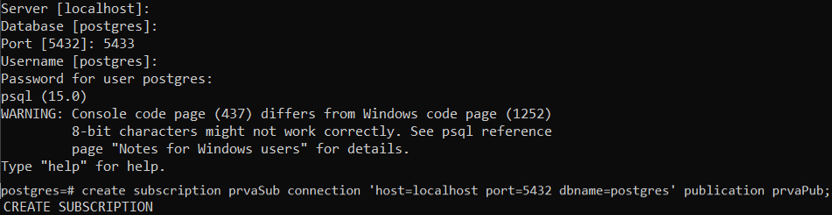 Server [localhost]:
Database [postgres]:
Port [5432]: 5433
Username [postgres]:
Password for user postgres:
psql (15.0)
WARNING: Console code page (437) differs from Windows code page (1252)
         8-bit characters might not work correctly. See psql reference
         page "Notes for Windows users" for details.
Type "help" for help.
postgres=# create subscription prvaSub connection 'host=localhost port=5432 dbname=postgres' publication prvaPub;
CREATE SUBSCRIPTION